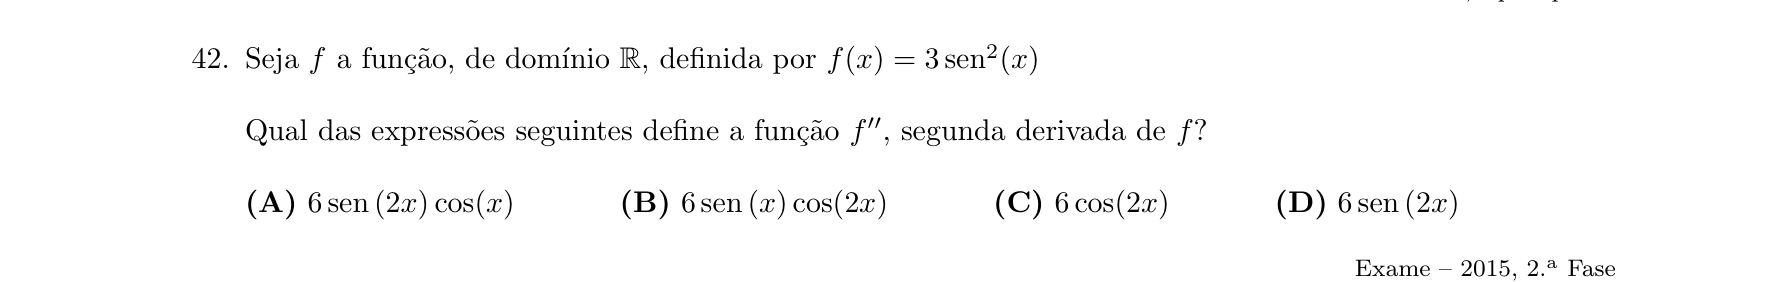 42. Seja f a função, de domínio ℝ, definida por f(x) = 3 sen²(x)
Qual das expressões seguintes define a função f″, segunda derivada de f?
(A) 6 sen (2x) cos(x) (B) 6 sen (x) cos(2x) (C) 6 cos(2x) (D) 6 sen (2x)
Exame – 2015, 2.ª Fase